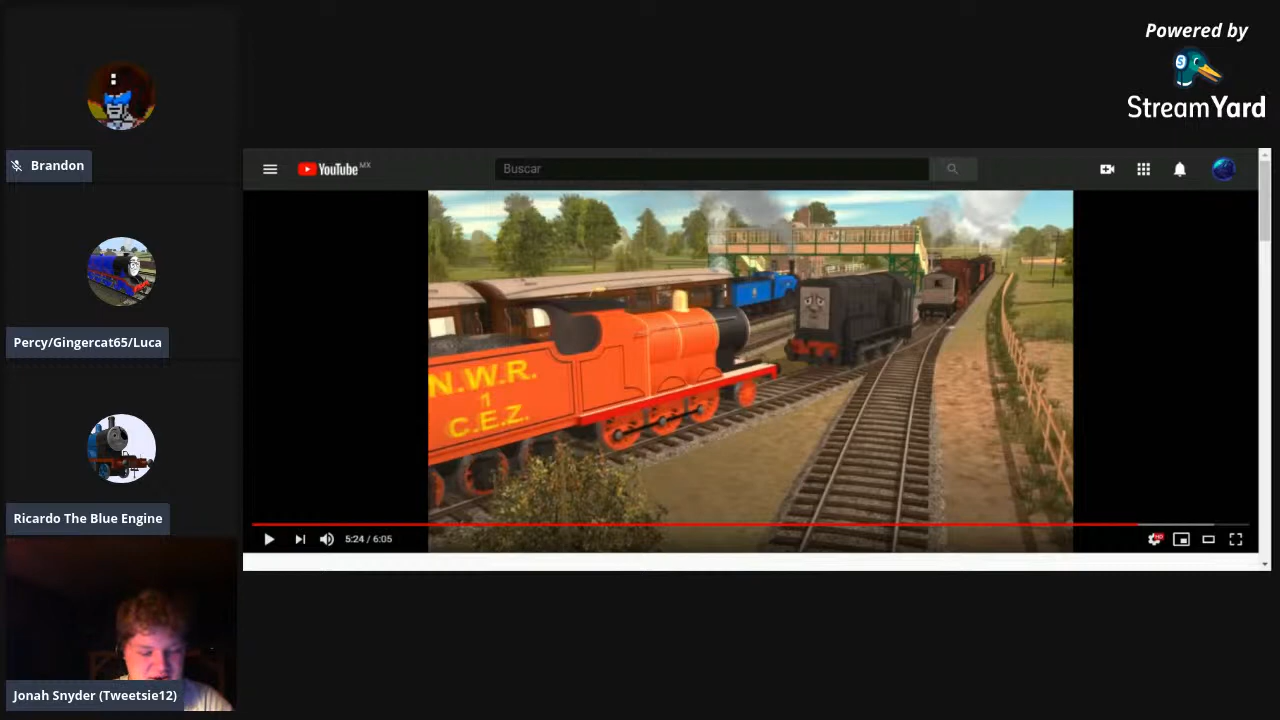 Powered by
StreamYard
Brandon
YouTube MX
Buscar
Percy/Gingercat65/Luca
N.W.R.
1
C.E.Z.
Ricardo The Blue Engine
5:24 / 6:05
HD
Jonah Snyder (Tweetsie12)